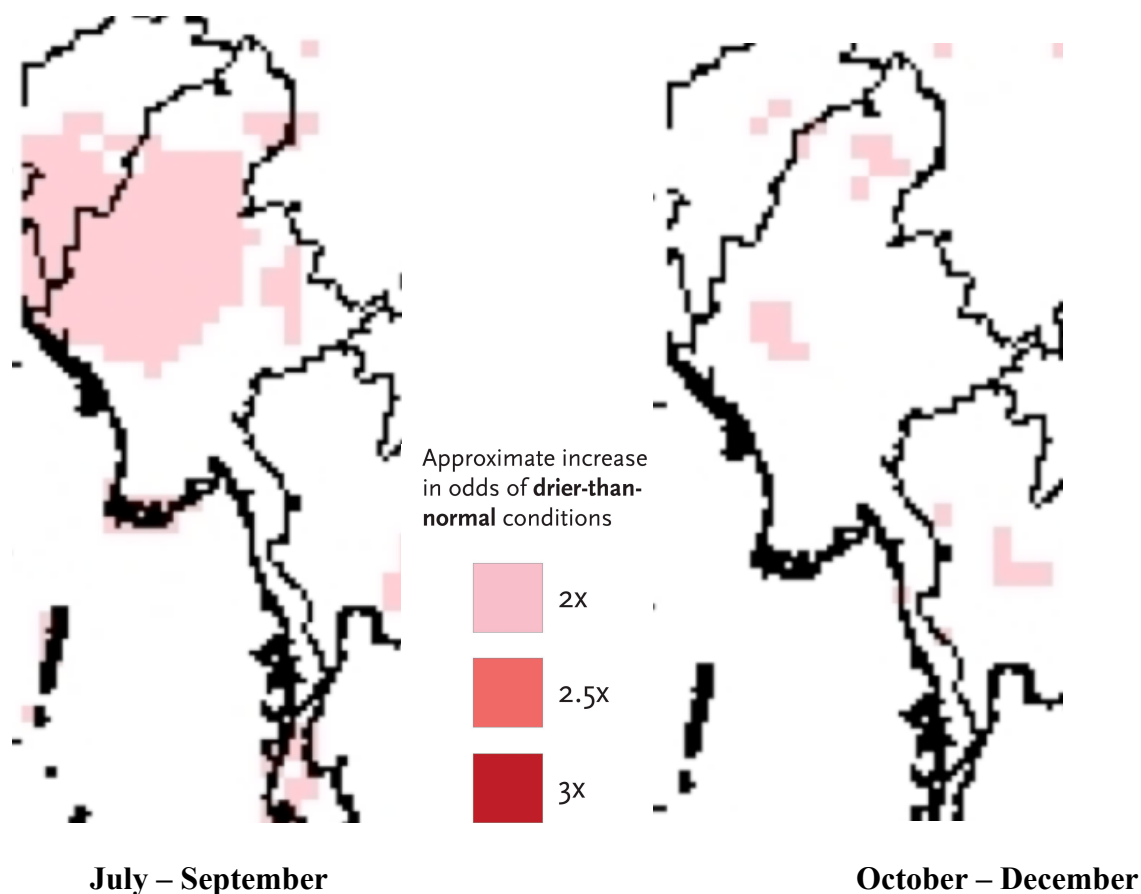 Approximate increase
in odds of drier-than-
normal conditions
2x
2.5x
3x
July – September
October – December